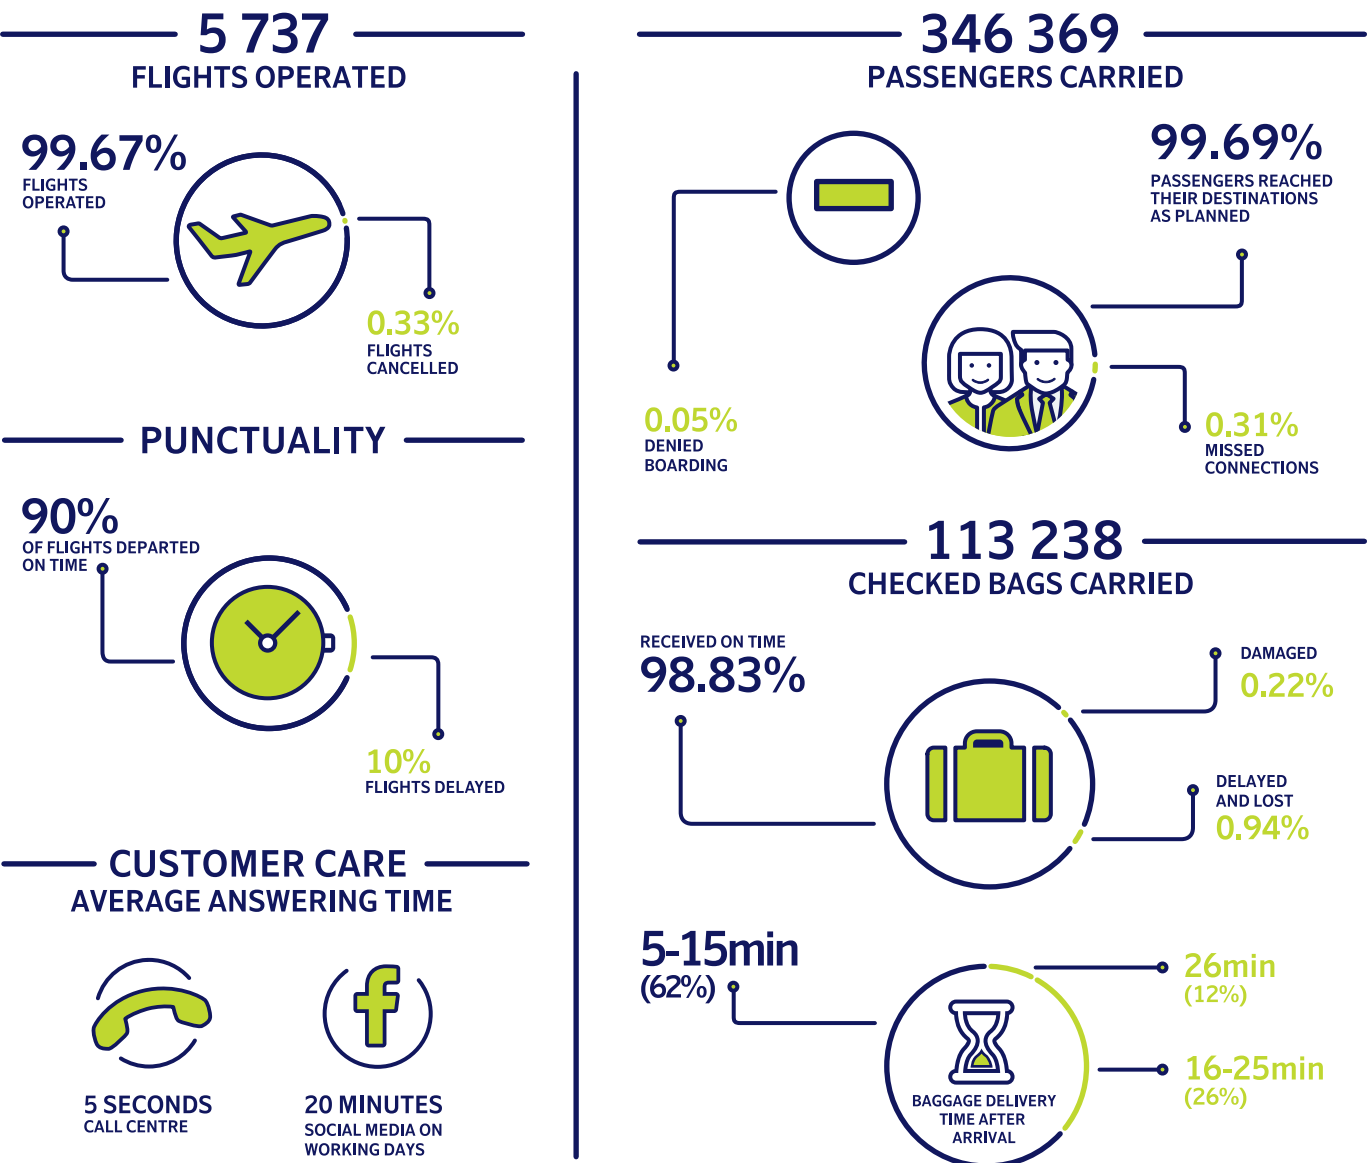 5 737
FLIGHTS OPERATED
99.67%
FLIGHTS
OPERATED
0.33%
FLIGHTS
CANCELLED
PUNCTUALITY
90%
OF FLIGHTS DEPARTED
ON TIME
10%
FLIGHTS DELAYED
CUSTOMER CARE
AVERAGE ANSWERING TIME
5 SECONDS
CALL CENTRE
20 MINUTES
SOCIAL MEDIA ON
WORKING DAYS
346 369
PASSENGERS CARRIED
99.69%
PASSENGERS REACHED
THEIR DESTINATIONS
AS PLANNED
0.05%
DENIED
BOARDING
0.31%
MISSED
CONNECTIONS
113 238
CHECKED BAGS CARRIED
RECEIVED ON TIME
98.83%
DAMAGED
0.22%
DELAYED
AND LOST
0.94%
5-15min
(62%)
26min
(12%)
16-25min
(26%)
BAGGAGE DELIVERY
TIME AFTER
ARRIVAL